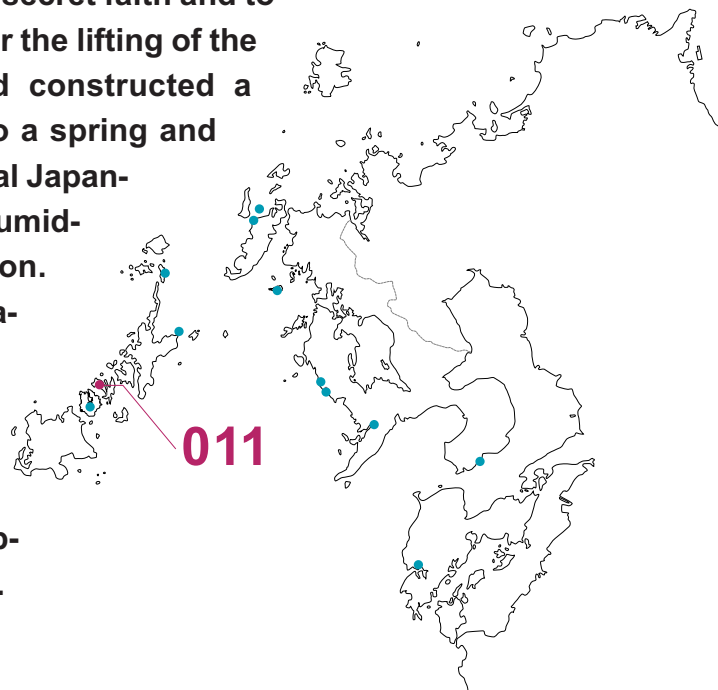 secret faith and to
r the lifting of the
d constructed a
o a spring and
al Japan-
umid-
on.
a-
011
-
.